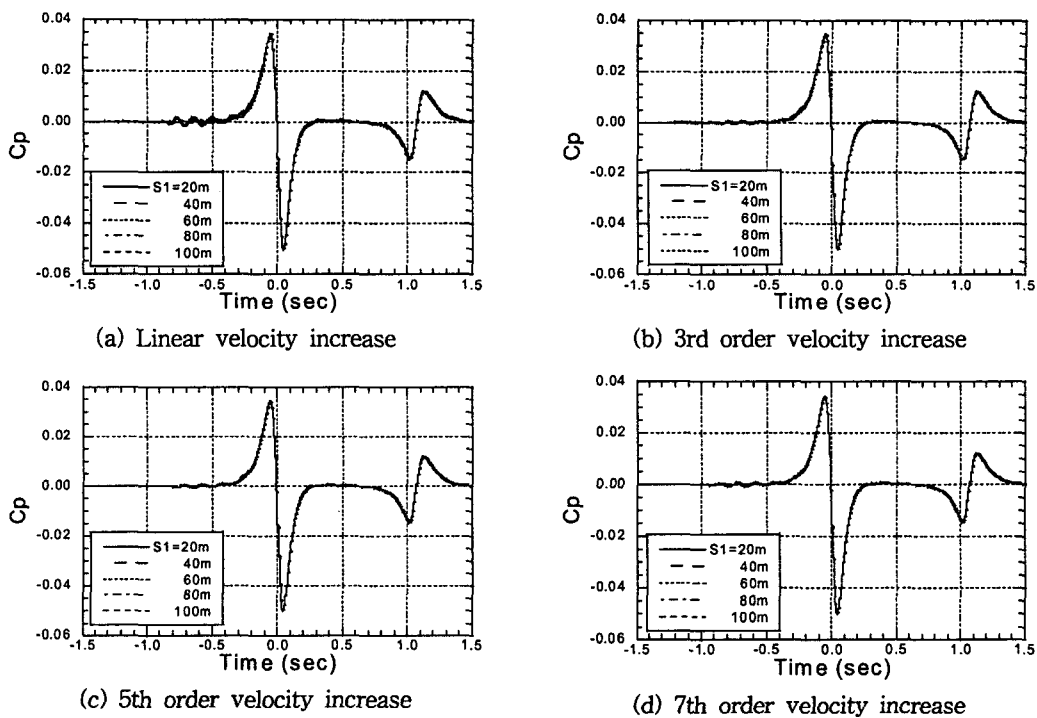 0.04
0.02
0.00
-0.02
-0.04
-0.06
Cp
S1=20m
40m
60m
80m
100m
-1.5 -1.0 -0.5 0.0 0.5 1.0 1.5
Time (sec)
(a) Linear velocity increase
0.04
0.02
0.00
-0.02
-0.04
-0.06
Cp
S1=20m
40m
60m
80m
100m
-1.5 -1.0 -0.5 0.0 0.5 1.0 1.5
Time (sec)
(b) 3rd order velocity increase
0.04
0.02
0.00
-0.02
-0.04
-0.06
Cp
S1=20m
40m
60m
80m
100m
-1.5 -1.0 -0.5 0.0 0.5 1.0 1.5
Time (sec)
(c) 5th order velocity increase
0.04
0.02
0.00
-0.02
-0.04
-0.06
Cp
S1=20m
40m
60m
80m
100m
-1.5 -1.0 -0.5 0.0 0.5 1.0 1.5
Time (sec)
(d) 7th order velocity increase